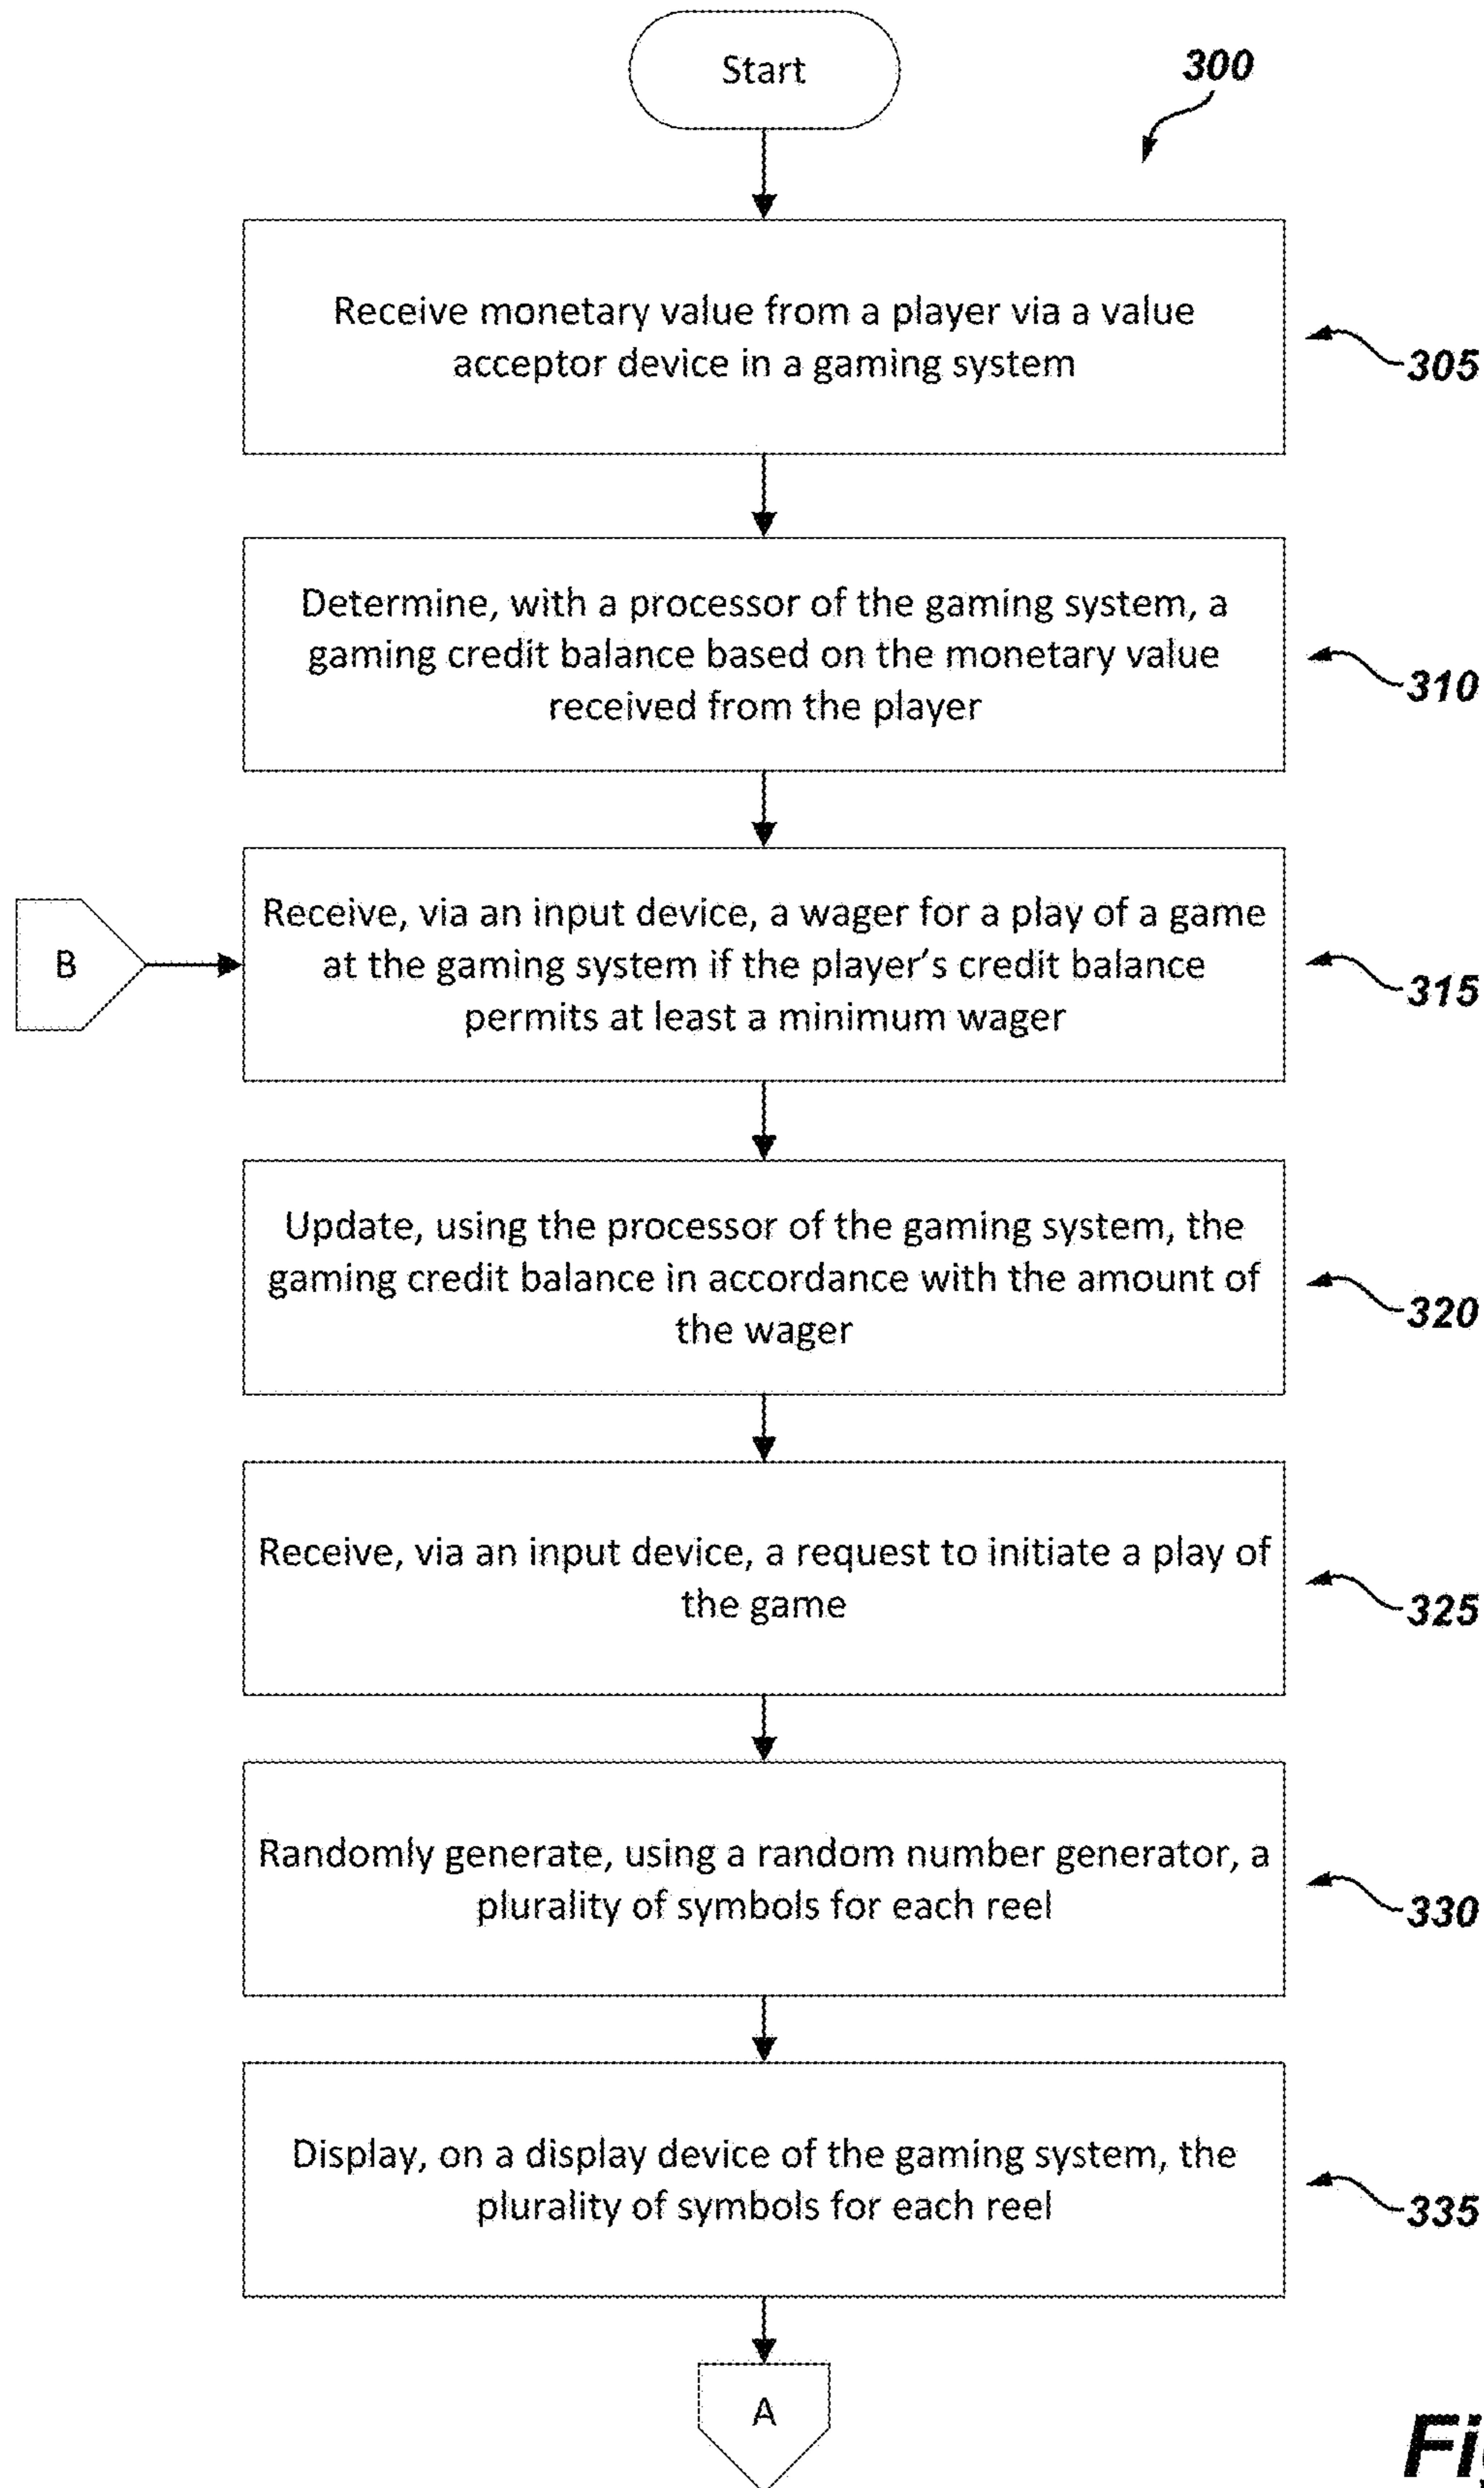 Start
300
Receive monetary value from a player via a value
acceptor device in a gaming system
305
Determine, with a processor of the gaming system, a
gaming credit balance based on the monetary value
received from the player
310
B
Receive, via an input device, a wager for a play of a game
at the gaming system if the player's credit balance
permits at least a minimum wager
315
Update, using the processor of the gaming system, the
gaming credit balance in accordance with the amount of
the wager
320
Receive, via an input device, a request to initiate a play of
the game
325
Randomly generate, using a random number generator, a
plurality of symbols for each reel
330
Display, on a display device of the gaming system, the
plurality of symbols for each reel
335
A